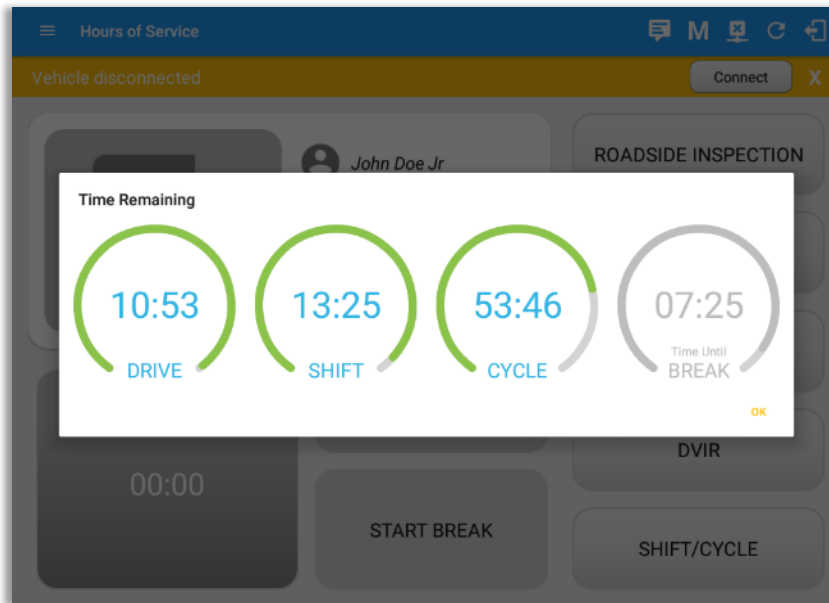 Hours of Service
M
Vehicle disconnected
Connect
X
John Doe Jr
ROADSIDE INSPECTION
Time Remaining
10:53
DRIVE
13:25
SHIFT
53:46
CYCLE
07:25
Time Until
BREAK
OK
DVIR
00:00
START BREAK
SHIFT/CYCLE